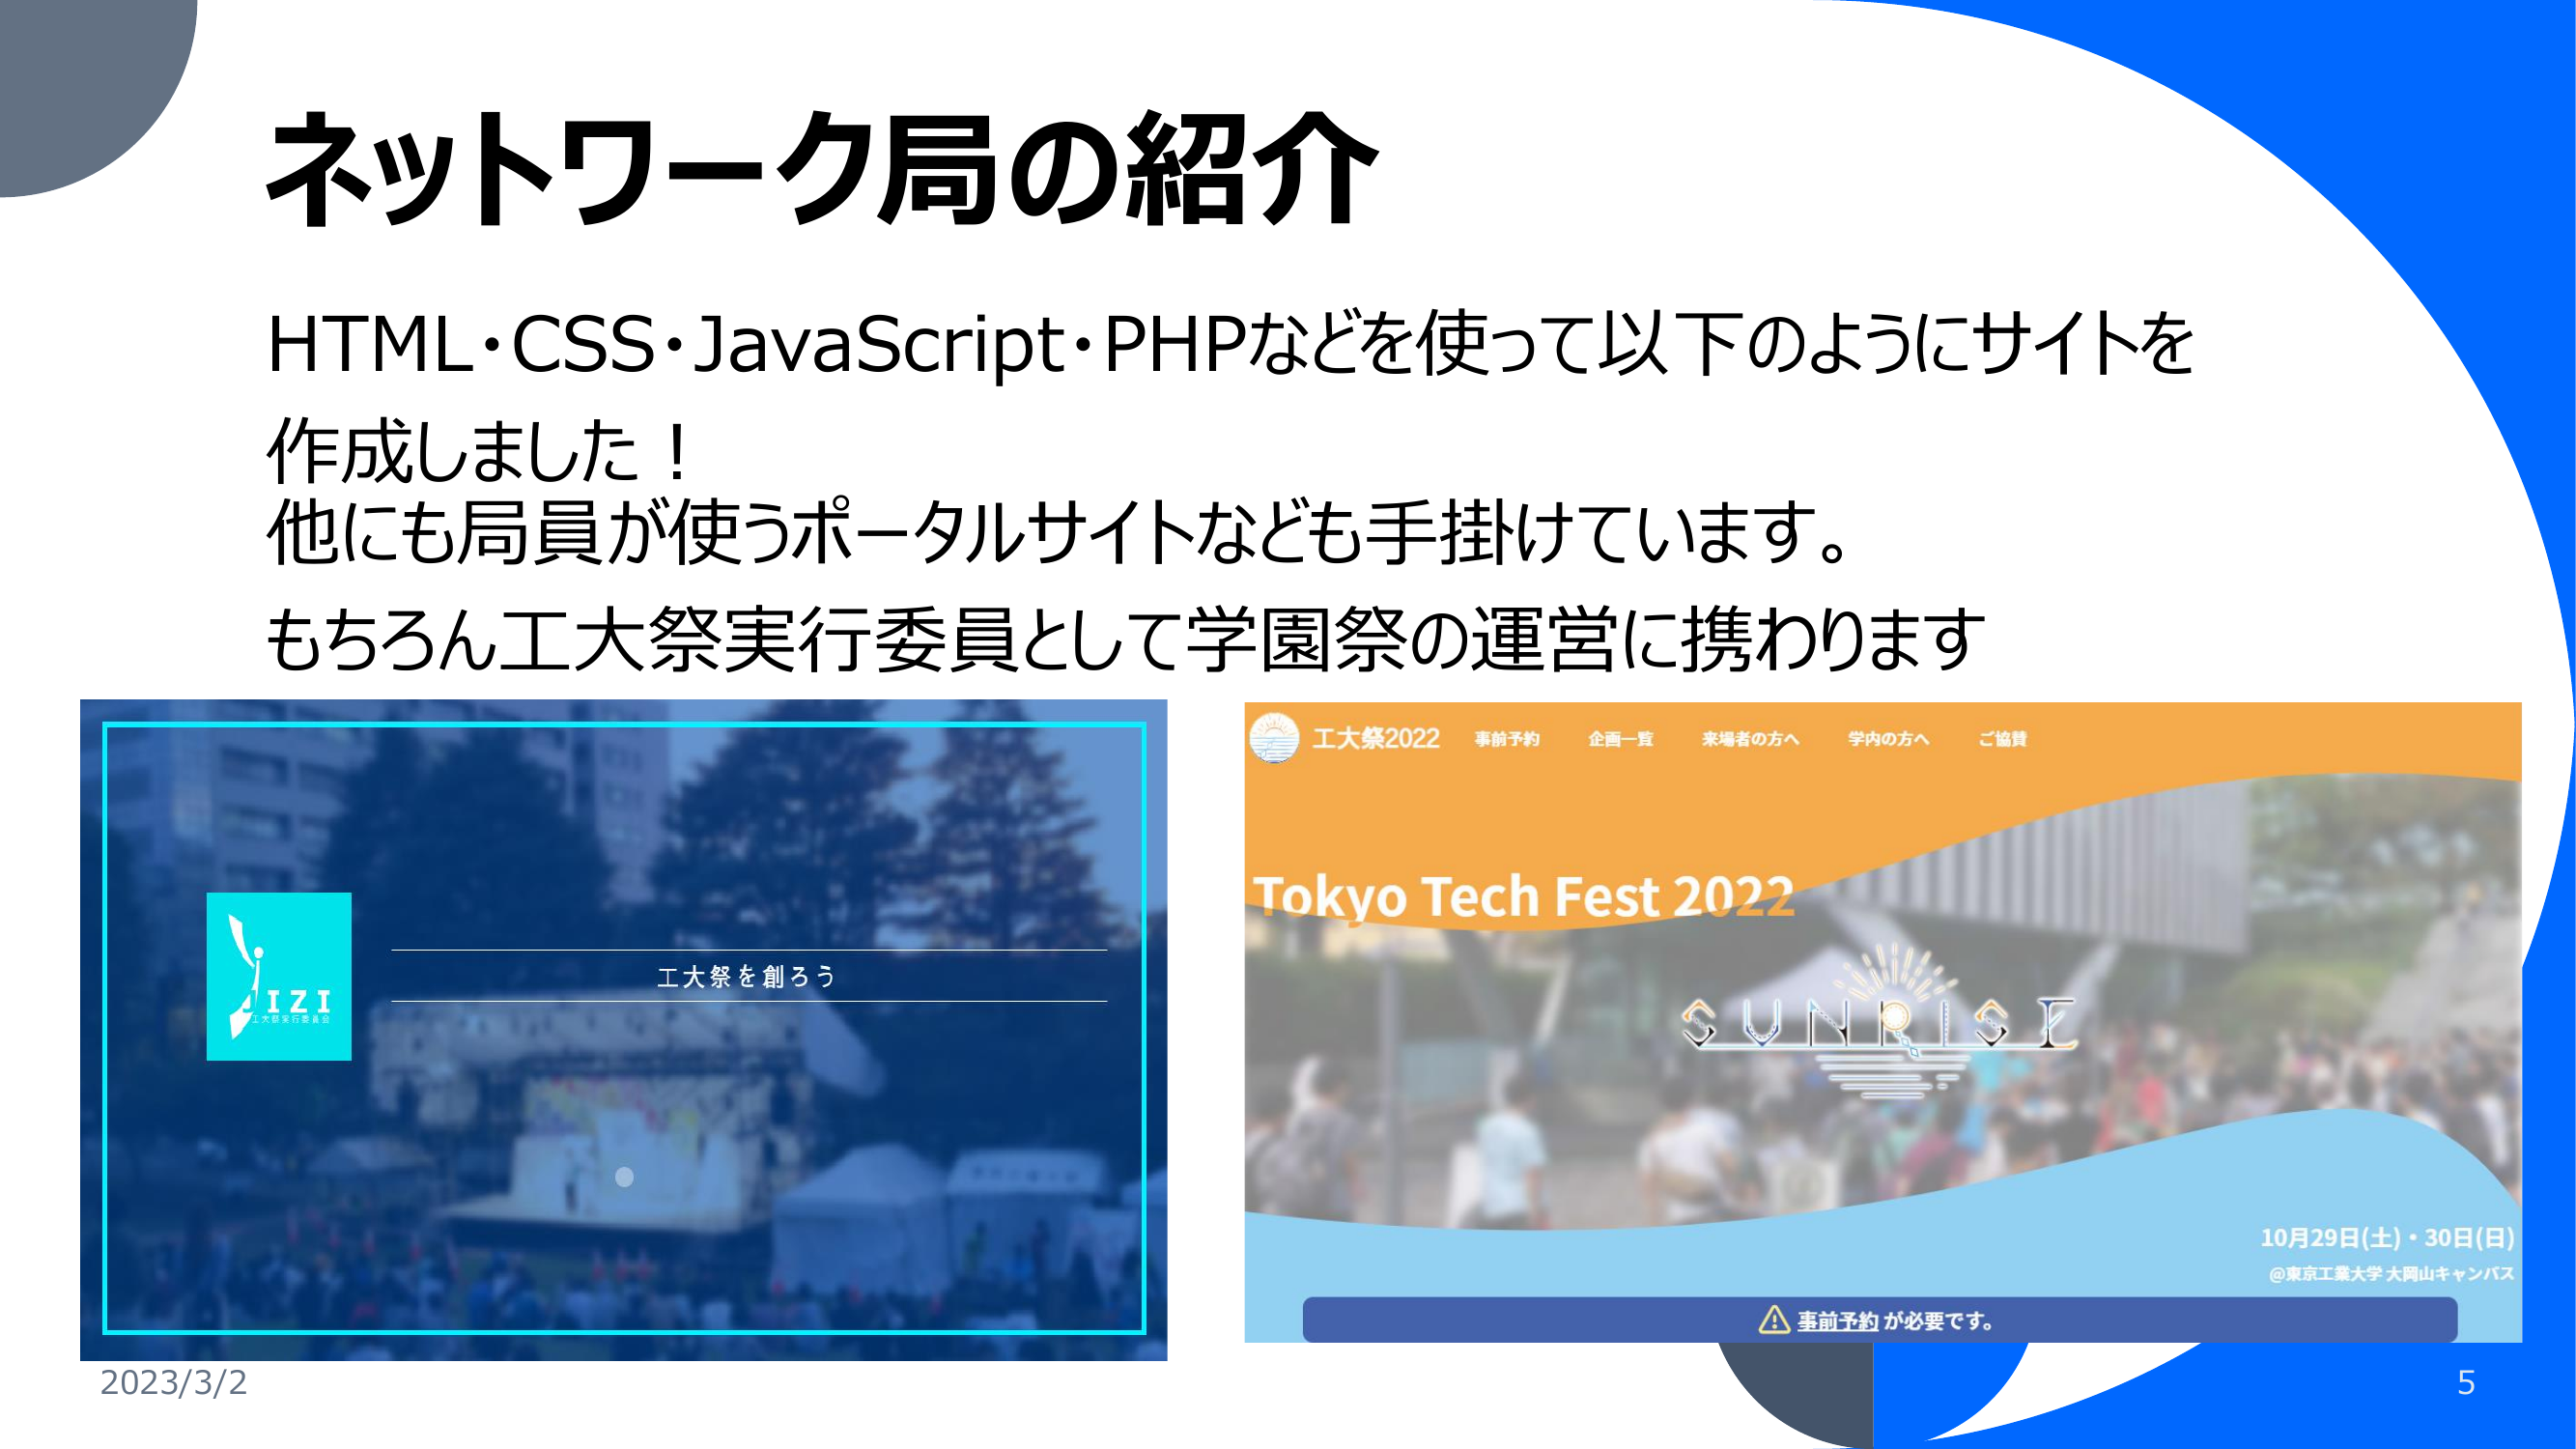 ネットワーク局の紹介
HTML・CSS・JavaScript・PHPなどを使って以下のようにサイトを
作成しました！
他にも局員が使うポータルサイトなども手掛けています。
もちろん工大祭実行委員として学園祭の運営に携わります
JIZI
工大祭実行委員会
工大祭を創ろう
工大祭2022 事前予約 企画一覧 来場者の方へ 学内の方へ ご協賛
Tokyo Tech Fest 2022
SUNRISE
10月29日(土)・30日(日)
@東京工業大学 大岡山キャンパス
事前予約 が必要です。
2023/3/2
5